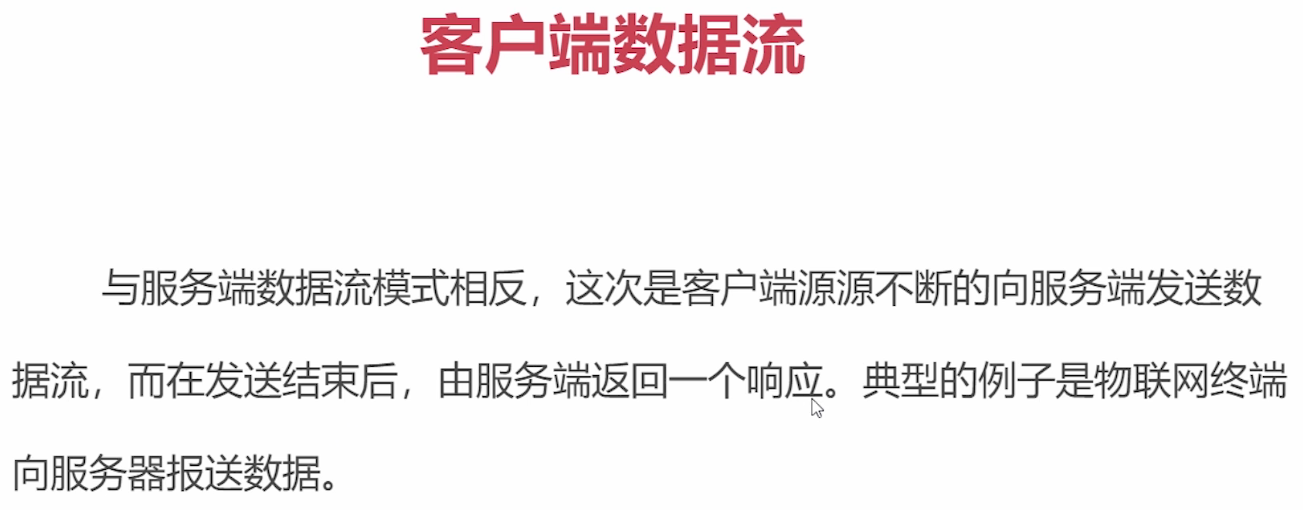 客户端数据流
与服务端数据流模式相反，这次是客户端源源不断的向服务端发送数
据流，而在发送结束后，由服务端返回一个响应。典型的例子是物联网终端
向服务器报送数据。